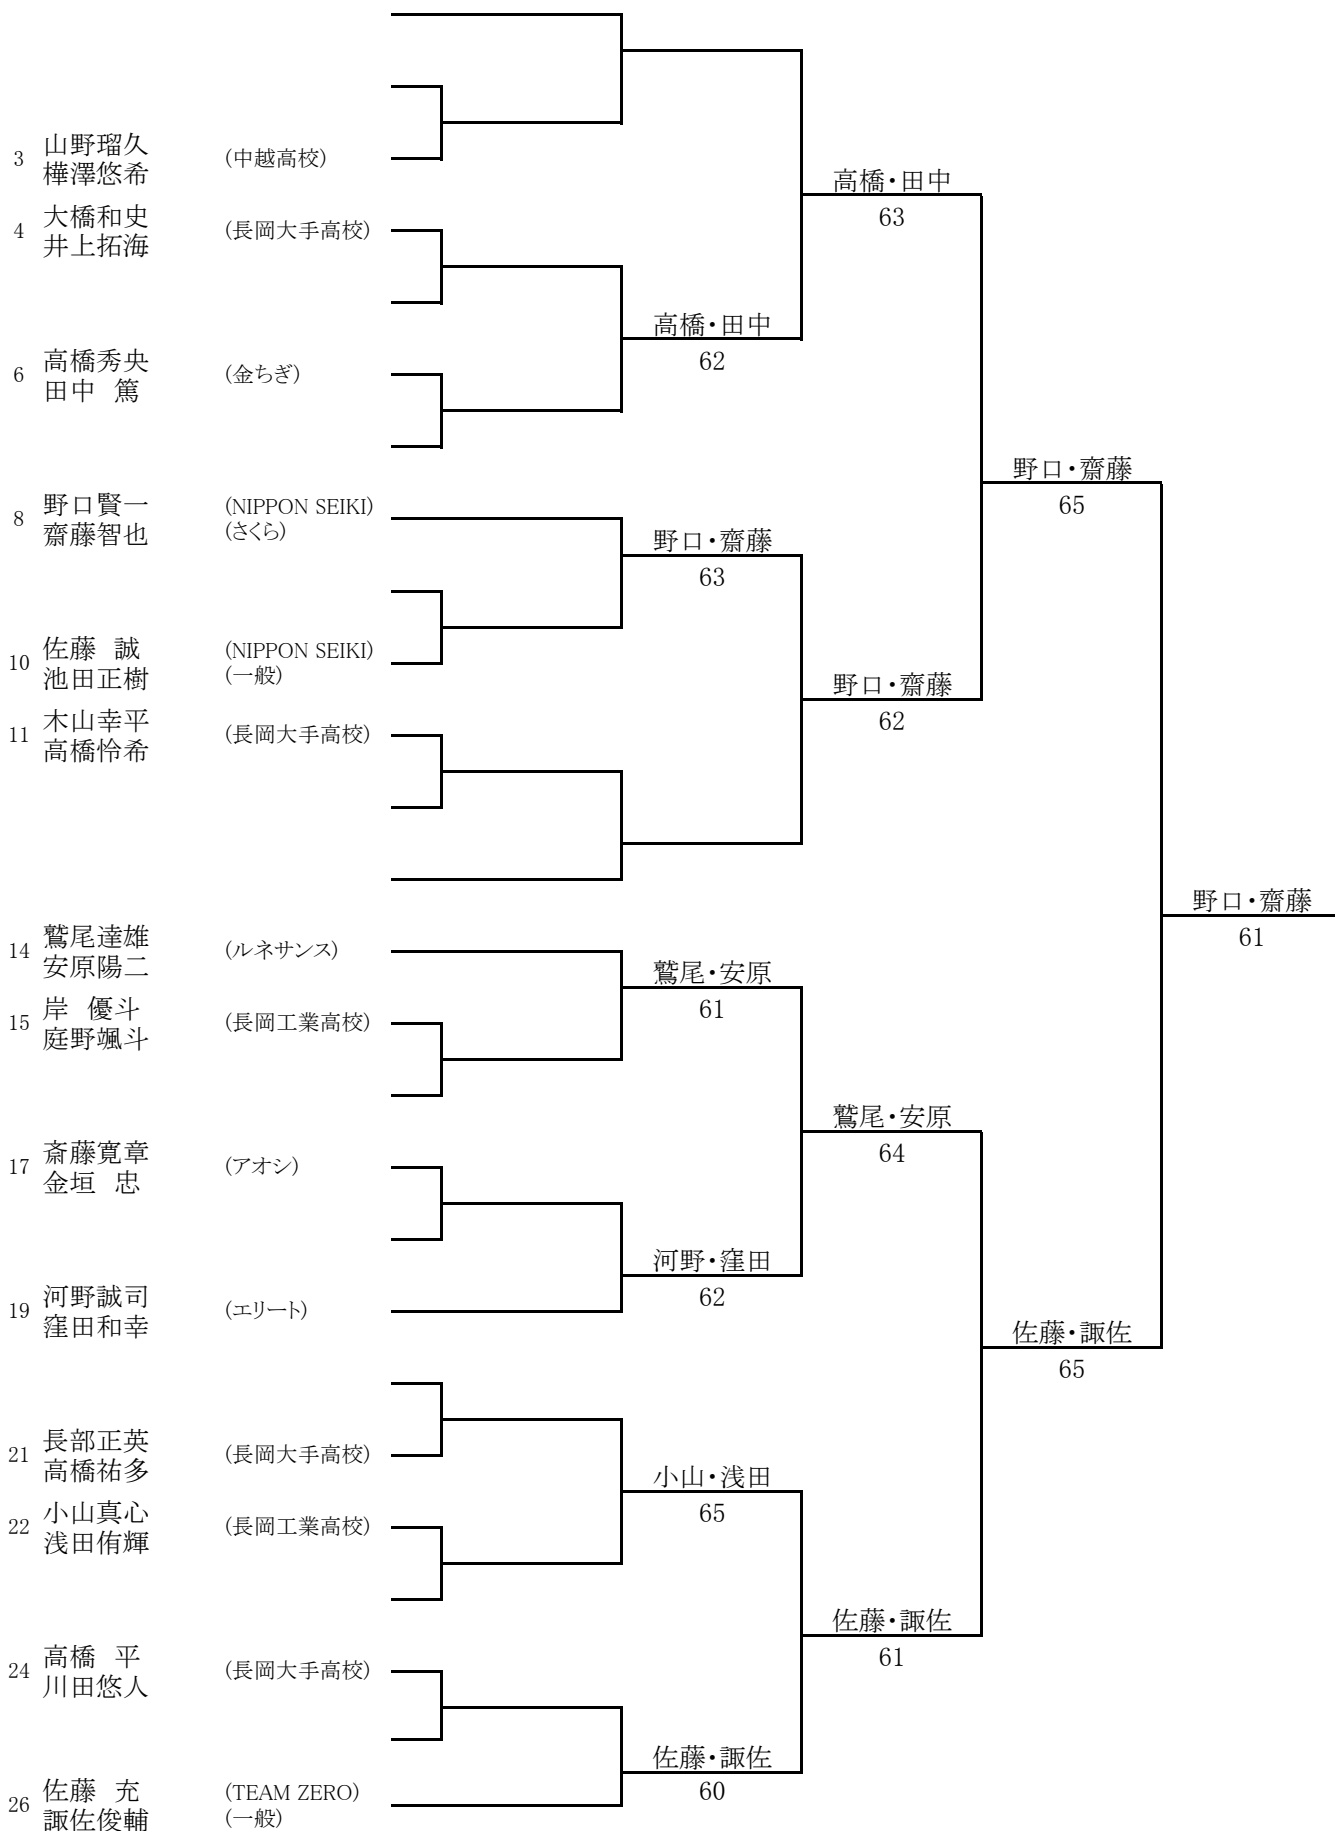 3 山野瑠久 (中越高校)
樺澤悠希
高橋・田中
63
4 大橋和史 (長岡大手高校)
井上拓海
高橋・田中
62
6 高橋秀央 (金ちぎ)
田中 篤
野口・齋藤
65
8 野口賢一 (NIPPON SEIKI)
齋藤智也 (さくら)
野口・齋藤
63
10 佐藤 誠 (NIPPON SEIKI)
池田正樹 (一般)
野口・齋藤
62
11 木山幸平 (長岡大手高校)
高橋怜希
野口・齋藤
61
14 鷲尾達雄 (ルネサンス)
安原陽二
鷲尾・安原
61
15 岸 優斗 (長岡工業高校)
庭野颯斗
鷲尾・安原
64
17 斎藤寛章 (アオシ)
金垣 忠
河野・窪田
62
19 河野誠司 (エリート)
窪田和幸
佐藤・諏佐
65
21 長部正英 (長岡大手高校)
高橋祐多
小山・浅田
65
22 小山真心 (長岡工業高校)
浅田侑輝
佐藤・諏佐
61
24 高橋 平 (長岡大手高校)
川田悠人
佐藤・諏佐
60
26 佐藤 充 (TEAM ZERO)
諏佐俊輔 (一般)